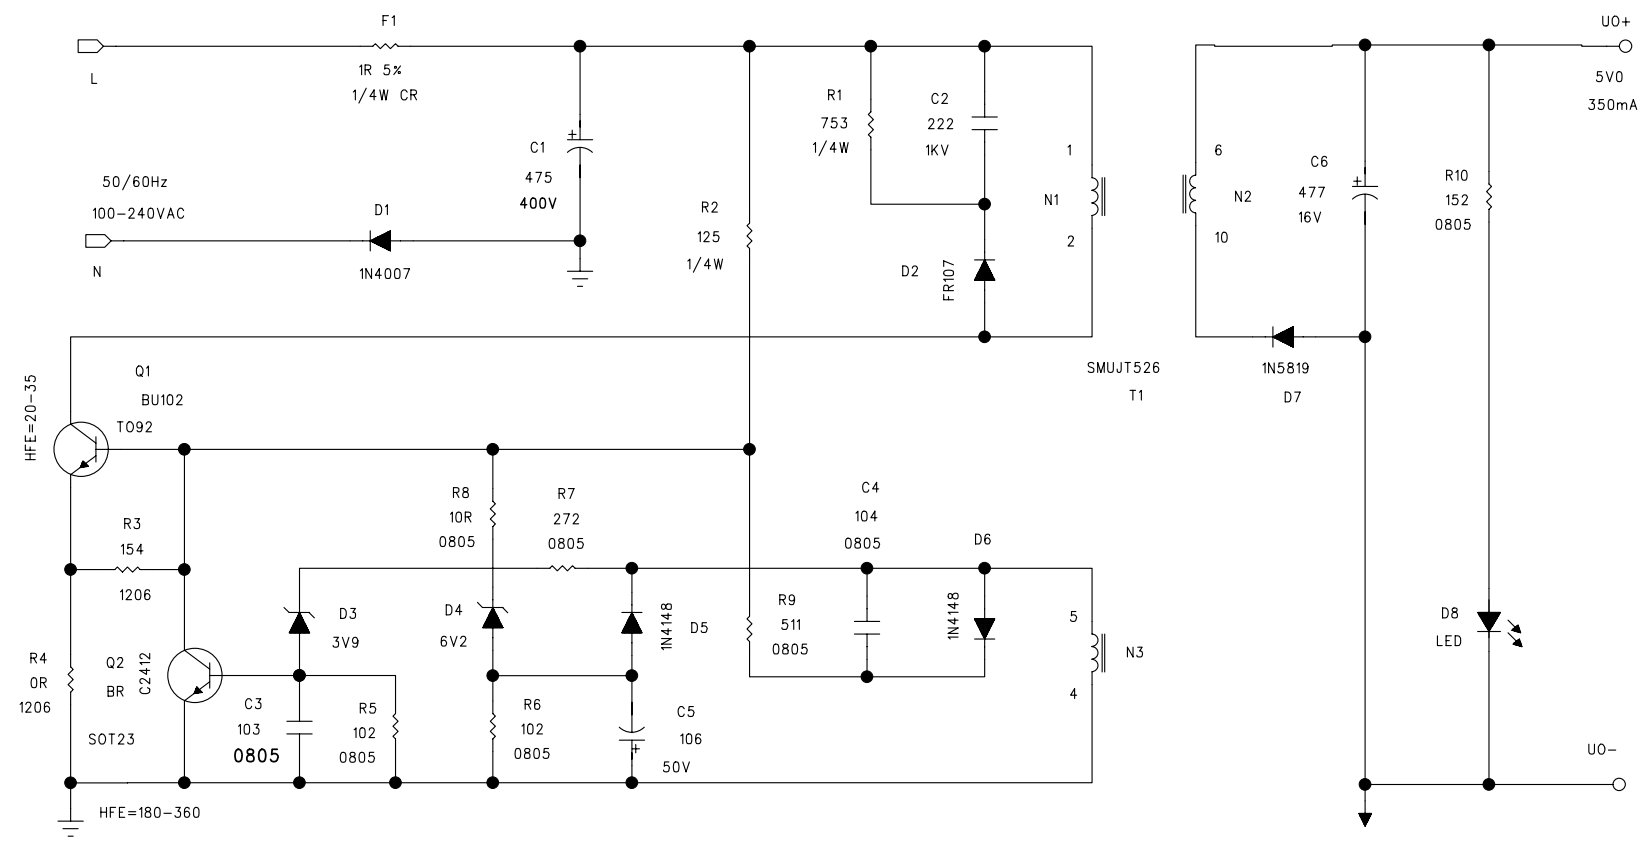 F1
1R 5%
1/4W CR
L
50/60Hz
100-240VAC
N
D1
1N4007
C1
475
400V
R2
125
1/4W
R1
753
1/4W
C2
222
1KV
D2
FR107
1
N1
2
6
N2
10
C6
477
16V
R10
152
0805
UO+
5V0
350mA
SMUJT526
T1
1N5819
D7
Q1
BU102
TO92
HFE=20-35
R3
154
1206
R8
10R
0805
R7
272
0805
C4
104
0805
D6
1N4148
D3
3V9
D4
6V2
1N4148
D5
R9
511
0805
5
N3
4
D8
LED
R4
0R
1206
Q2
BR
C2412
SOT23
C3
103
0805
R5
102
0805
R6
102
0805
C5
106
50V
UO-
HFE=180-360